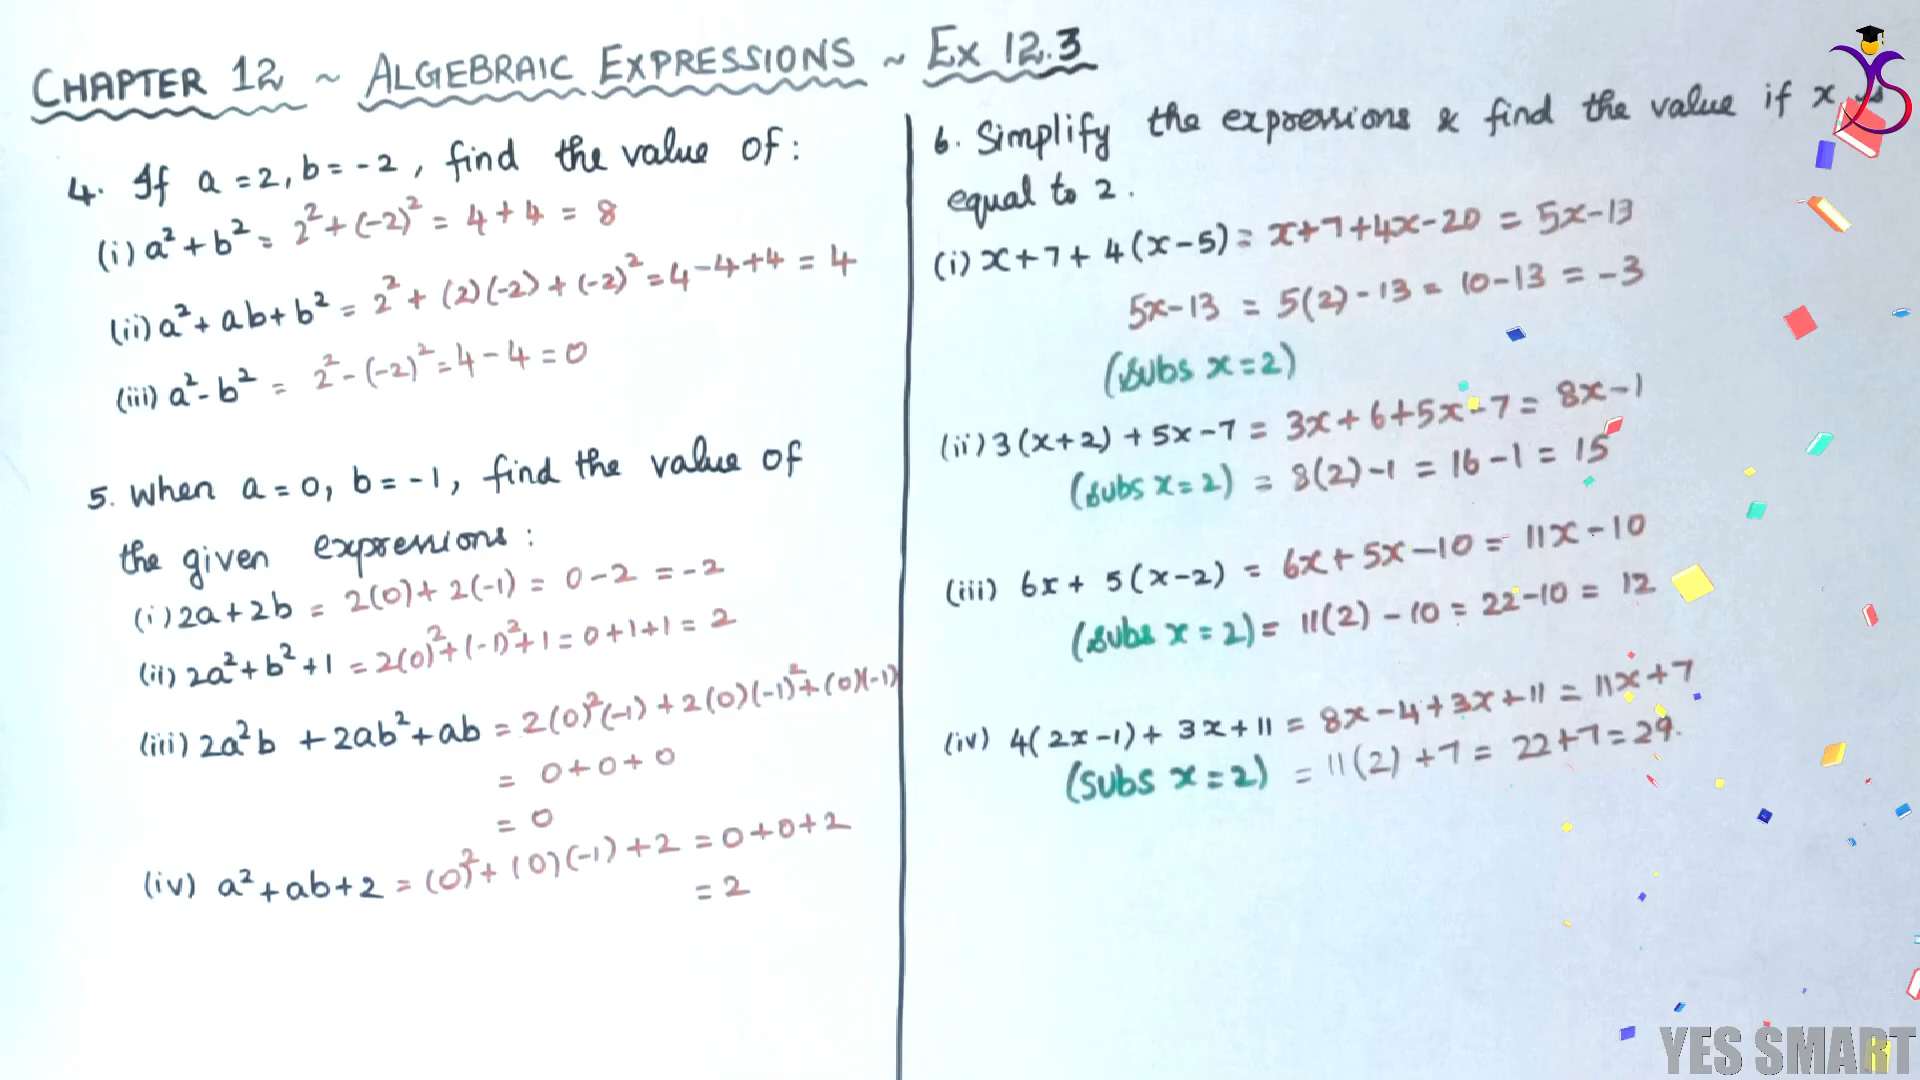 CHAPTER 12 ~ ALGEBRAIC EXPRESSIONS ~ Ex 12.3
4. If a = 2, b = -2, find the value of :
(i) a² + b² = 2² + (-2)² = 4 + 4 = 8
(ii) a² + ab + b² = 2² + (2)(-2) + (-2)² = 4 - 4 + 4 = 4
(iii) a² - b² = 2² - (-2)² = 4 - 4 = 0
5. When a = 0, b = -1, find the value of
the given expressions :
(i) 2a + 2b = 2(0) + 2(-1) = 0 - 2 = -2
(ii) 2a² + b² + 1 = 2(0)² + (-1)² + 1 = 0 + 1 + 1 = 2
(iii) 2a²b + 2ab² + ab = 2(0)²(-1) + 2(0)(-1)² + (0)(-1)
= 0 + 0 + 0
= 0
(iv) a² + ab + 2 = (0)² + (0)(-1) + 2 = 0 + 0 + 2
= 2
6. Simplify the expressions & find the value if x
equal to 2.
(i) x + 7 + 4(x - 5) = x + 7 + 4x - 20 = 5x - 13
5x - 13 = 5(2) - 13 = 10 - 13 = -3
(subs x = 2)
(ii) 3(x + 2) + 5x - 7 = 3x + 6 + 5x - 7 = 8x - 1
(subs x = 2) = 8(2) - 1 = 16 - 1 = 15
(iii) 6x + 5(x - 2) = 6x + 5x - 10 = 11x - 10
(subs x = 2) = 11(2) - 10 = 22 - 10 = 12
(iv) 4(2x - 1) + 3x + 11 = 8x - 4 + 3x + 11 = 11x + 7
(subs x = 2) = 11(2) + 7 = 22 + 7 = 29.
YES SMART